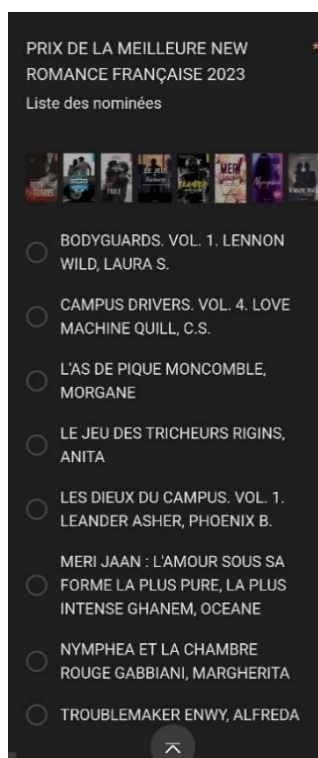 PRIX DE LA MEILLEURE NEW
ROMANCE FRANÇAISE 2023
*
Liste des nominées
BODYGUARDS. VOL. 1. LENNON
WILD, LAURA S.
CAMPUS DRIVERS. VOL. 4. LOVE
MACHINE QUILL, C.S.
L'AS DE PIQUE MONCOMBLE,
MORGANE
LE JEU DES TRICHEURS RIGINS,
ANITA
LES DIEUX DU CAMPUS. VOL. 1.
LEANDER ASHER, PHOENIX B.
MERI JAAN : L'AMOUR SOUS SA
FORME LA PLUS PURE, LA PLUS
INTENSE GHANEM, OCEANE
NYMPHEA ET LA CHAMBRE
ROUGE GABBIANI, MARGHERITA
TROUBLEMAKER ENWY, ALFREDA